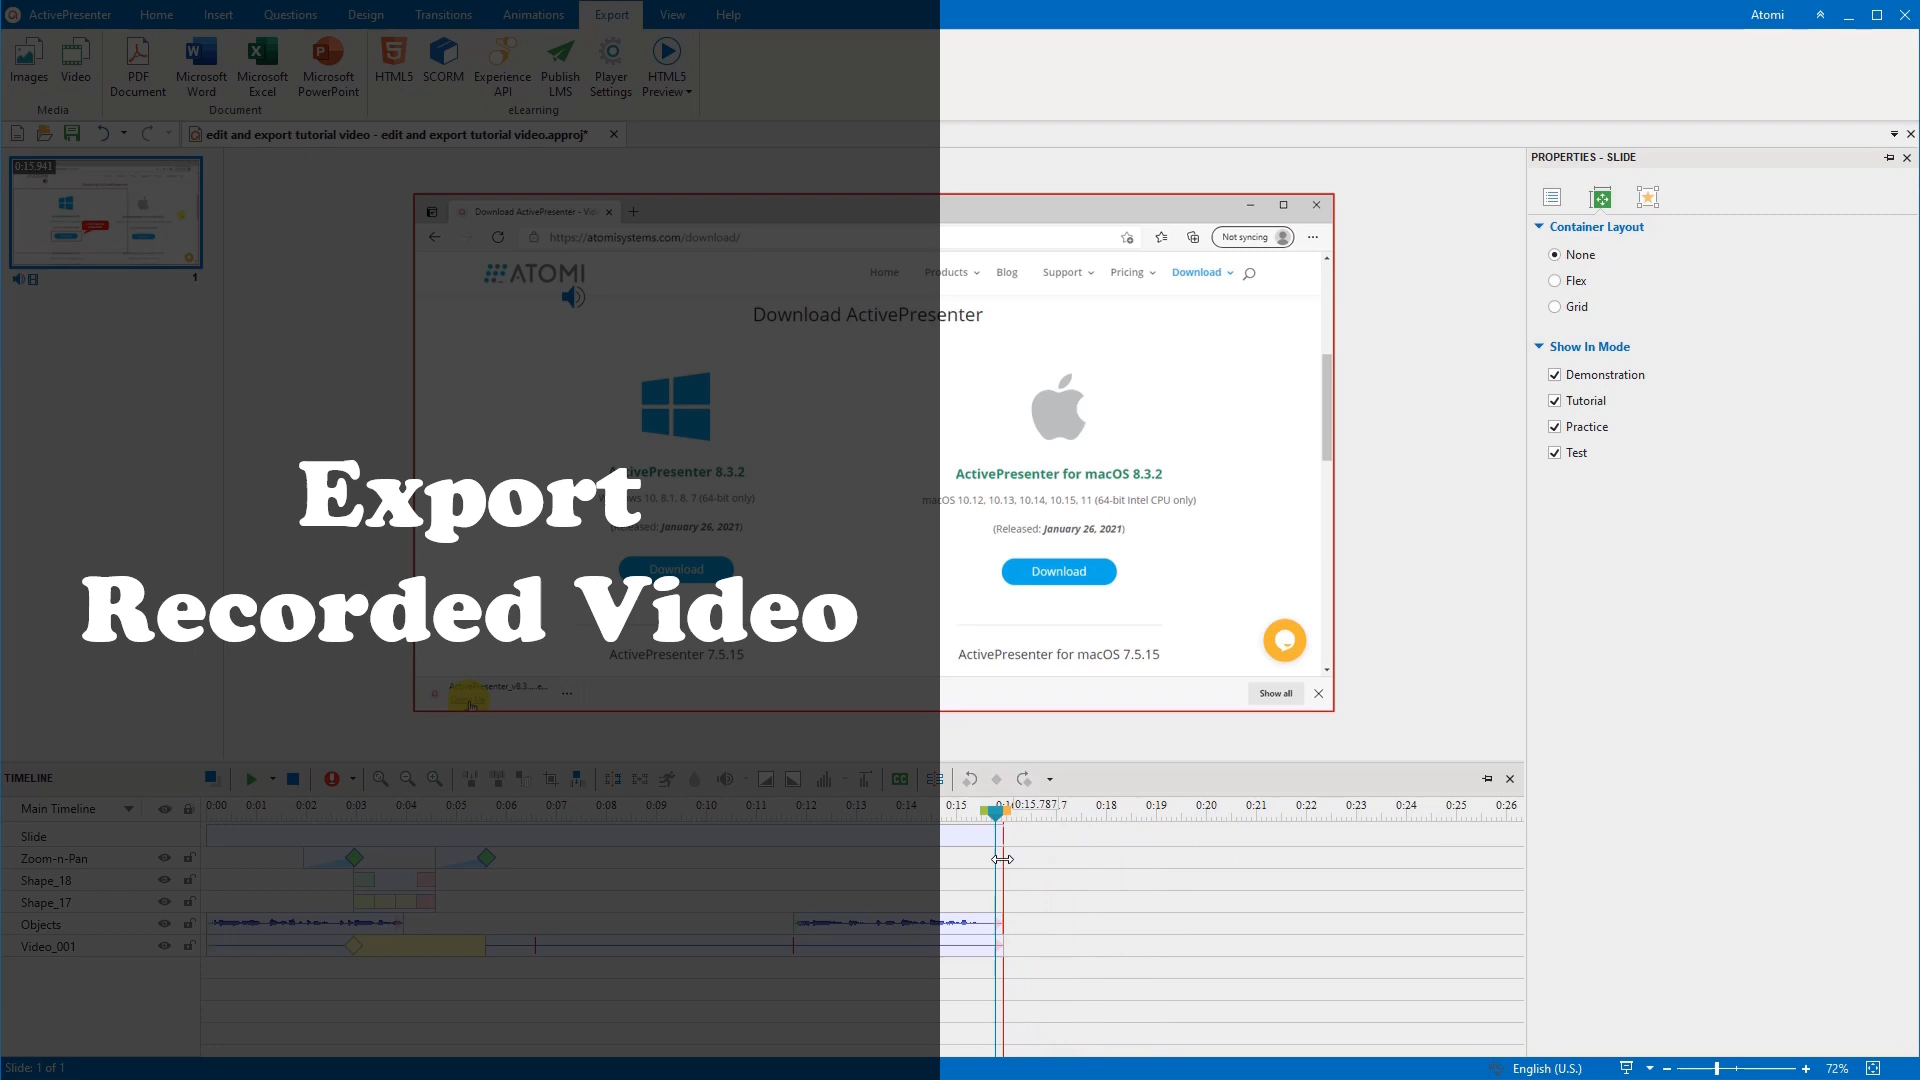 ActivePresenter Home Insert Questions Design Transitions Animations Export View Help Atomi
Images Video PDF Document Microsoft Word Microsoft Excel Microsoft PowerPoint HTML5 SCORM Experience API Publish LMS Player Settings HTML5 Preview
Media Document eLearning
edit and export tutorial video - edit and export tutorial video.approj*
0:15.941
1
Download ActivePresenter - Vid
https://atomisystems.com/download/
Not syncing
ATOMI
Home Products Blog Support Pricing Download
Download ActivePresenter
ActivePresenter for macOS 8.3.2
macOS 10.12, 10.13, 10.14, 10.15, 11 (64-bit Intel CPU only)
(Released: January 26, 2021) (Released: January 26, 2021)
Download Download
Export
Recorded Video
ActivePresenter 7.5.15 ActivePresenter for macOS 7.5.15
Show all
PROPERTIES - SLIDE
Container Layout
None
Flex
Grid
Show In Mode
Demonstration
Tutorial
Practice
Test
TIMELINE
CC
Main Timeline 0:00 0:01 0:02 0:03 0:04 0:05 0:06 0:07 0:08 0:09 0:10 0:11 0:12 0:13 0:14 0:15 0:15.787 0:18 0:19 0:20 0:21 0:22 0:23 0:24 0:25 0:26
Slide
Zoom-n-Pan
Shape_18
Shape_17
Objects
Video_001
Slide: 1 of 1 English (U.S.) 72%